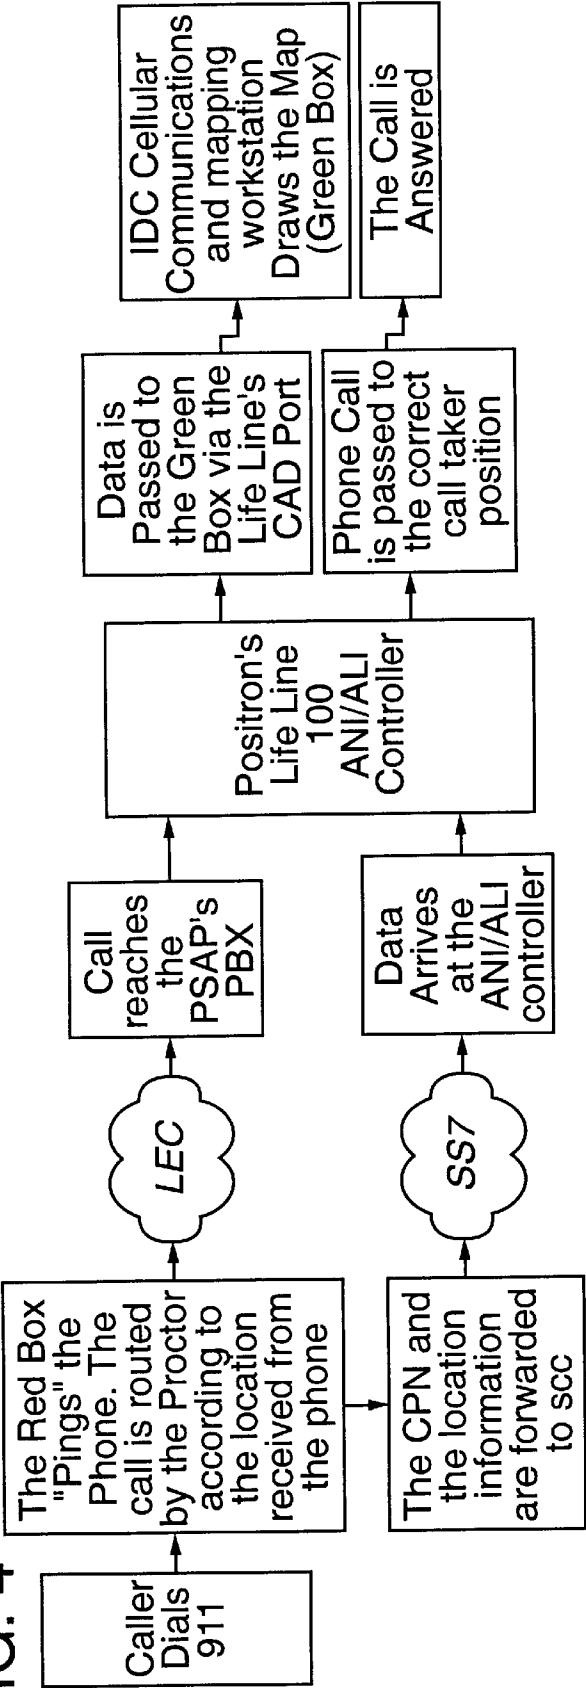 Caller
Dials
911
The Red Box
"Pings" the
Phone. The
call is routed
by the Proctor
according to
the location
received from
the phone
The CPN and
the location
information
are forwarded
to scc
LEC
SS7
Call
reaches
the
PSAP's
PBX
Data
Arrives
at the
ANI/ALI
controller
Positron's
Life Line
100
ANI/ALI
Controller
Data is
Passed to
the Green
Box via the
Life Line's
CAD Port
Phone Call
is passed to
the correct
call taker
position
IDC Cellular
Communications
and mapping
workstation
Draws the Map
(Green Box)
The Call is
Answered